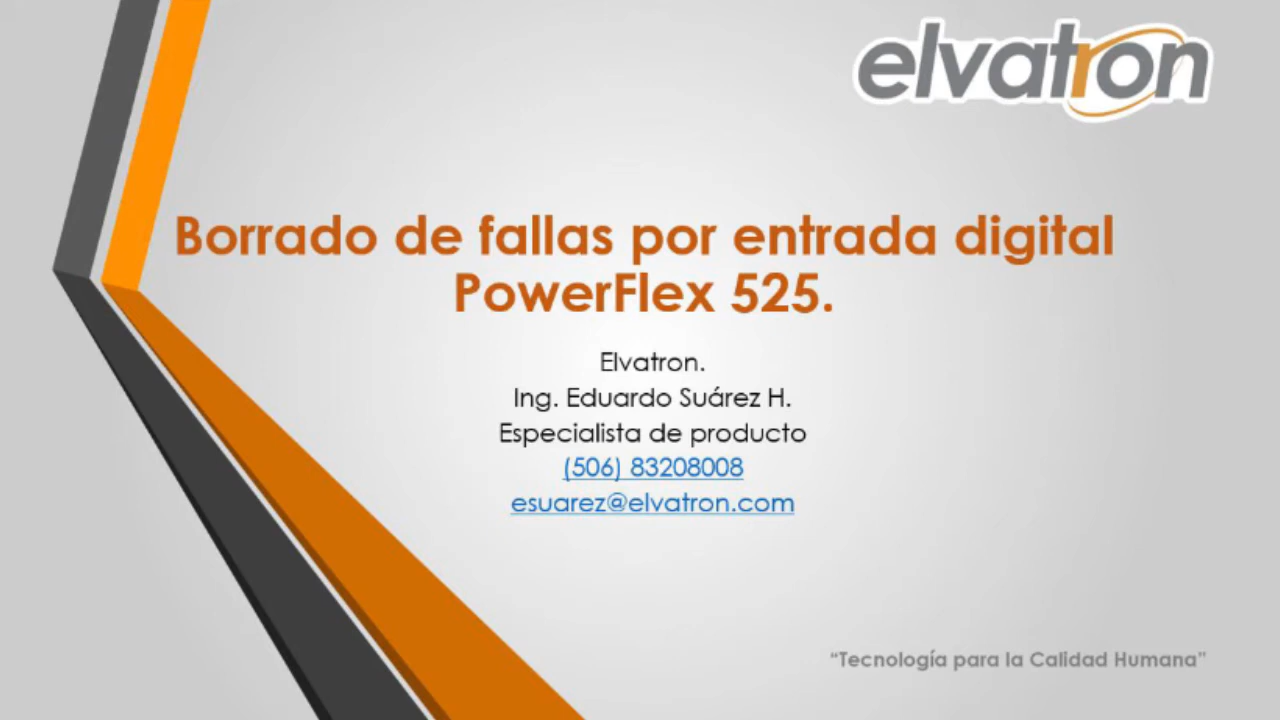 elvatron
Borrado de fallas por entrada digital
PowerFlex 525.
Elvatron.
Ing. Eduardo Suárez H.
Especialista de producto
(506) 83208008
esuarez@elvatron.com
“Tecnología para la Calidad Humana”